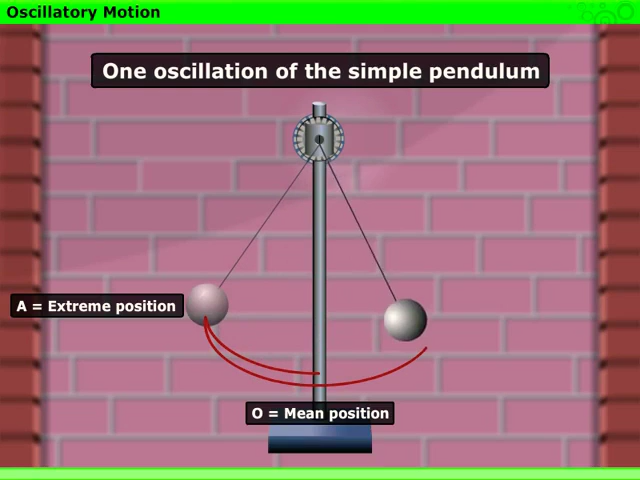 Oscillatory Motion
One oscillation of the simple pendulum
A = Extreme position
O = Mean position